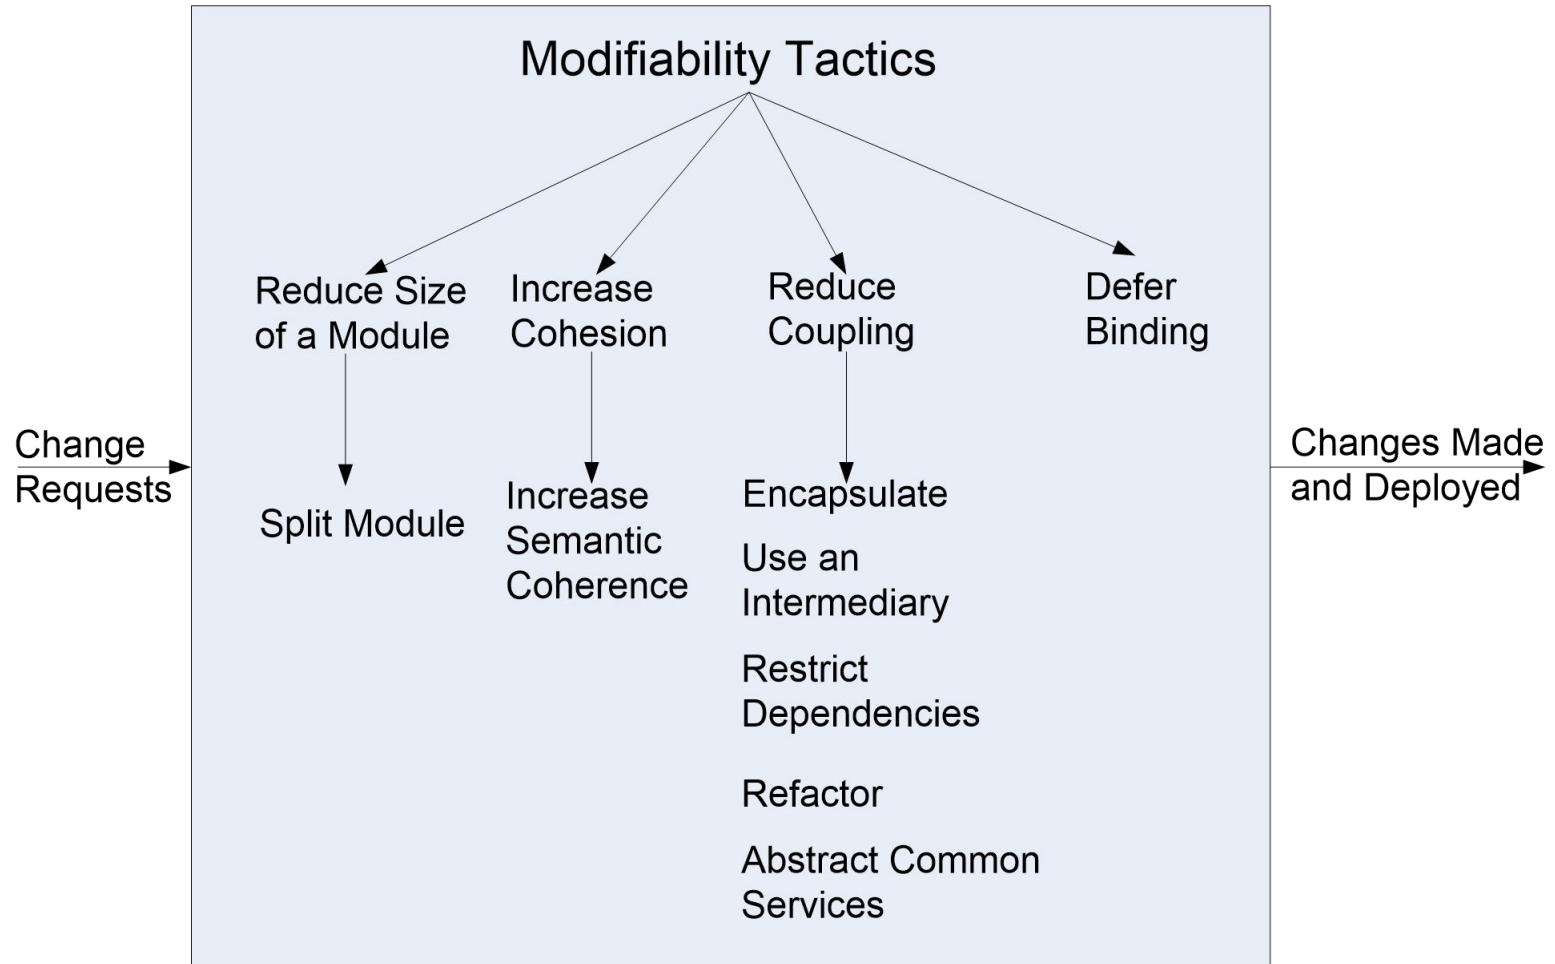 Modifiability Tactics
Reduce Size
of a Module
Increase
Cohesion
Reduce
Coupling
Defer
Binding
Change
Requests
Changes Made
and Deployed
Split Module
Increase
Semantic
Coherence
Encapsulate
Use an
Intermediary
Restrict
Dependencies
Refactor
Abstract Common
Services